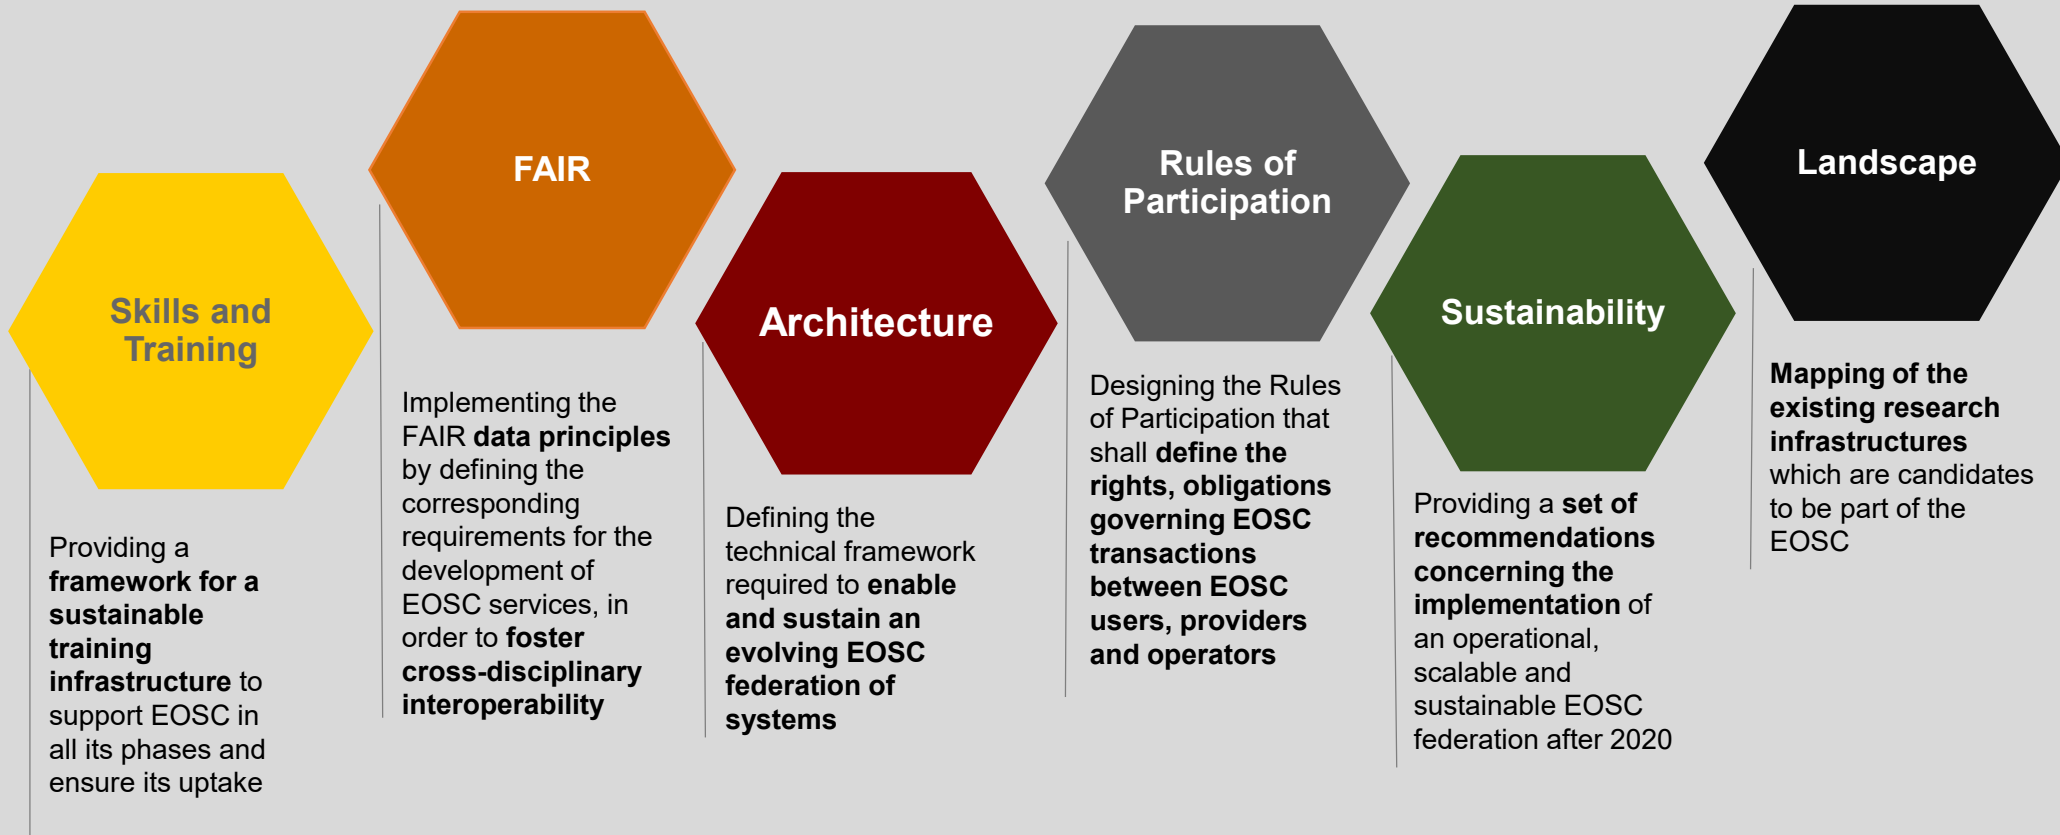 Skills and
Training
Providing a
framework for a
sustainable
training
infrastructure to
support EOSC in
all its phases and
ensure its uptake
FAIR
Implementing the
FAIR data principles
by defining the
corresponding
requirements for the
development of
EOSC services, in
order to foster
cross-disciplinary
interoperability
Architecture
Defining the
technical framework
required to enable
and sustain an
evolving EOSC
federation of
systems
Rules of
Participation
Designing the Rules
of Participation that
shall define the
rights, obligations
governing EOSC
transactions
between EOSC
users, providers
and operators
Sustainability
Providing a set of
recommendations
concerning the
implementation of
an operational,
scalable and
sustainable EOSC
federation after 2020
Landscape
Mapping of the
existing research
infrastructures
which are candidates
to be part of the
EOSC